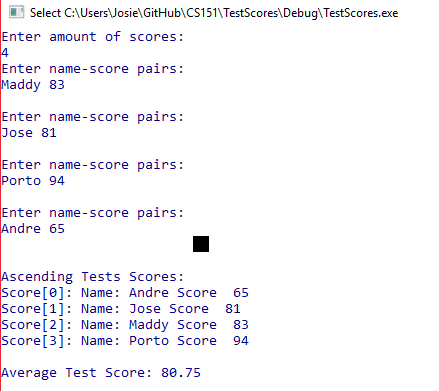 Select C:\Users\Josie\GitHub\CS151\TestScores\Debug\TestScores.exe
Enter amount of scores:
4
Enter name-score pairs:
Maddy 83
Enter name-score pairs:
Jose 81
Enter name-score pairs:
Porto 94
Enter name-score pairs:
Andre 65
Ascending Tests Scores:
Score[0]: Name: Andre Score  65
Score[1]: Name: Jose Score  81
Score[2]: Name: Maddy Score  83
Score[3]: Name: Porto Score  94
Average Test Score: 80.75